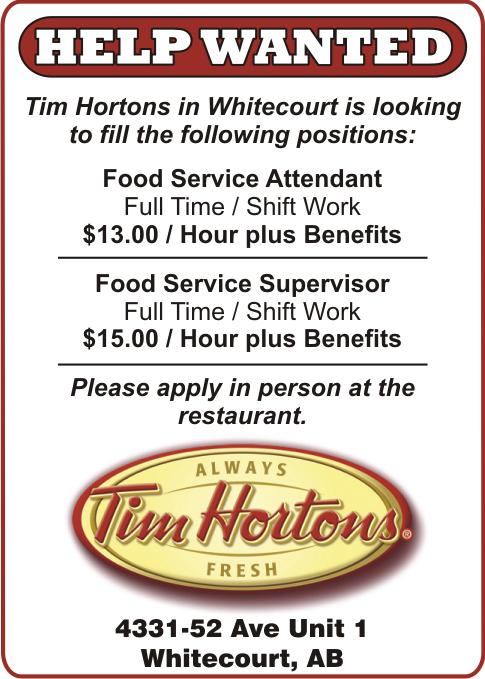 HELP WANTED
Tim Hortons in Whitecourt is looking
to fill the following positions:
Food Service Attendant
Full Time / Shift Work
$13.00 / Hour plus Benefits
Food Service Supervisor
Full Time / Shift Work
$15.00 / Hour plus Benefits
Please apply in person at the
restaurant.
ALWAYS
Tim Hortons®
FRESH
4331-52 Ave Unit 1
Whitecourt, AB